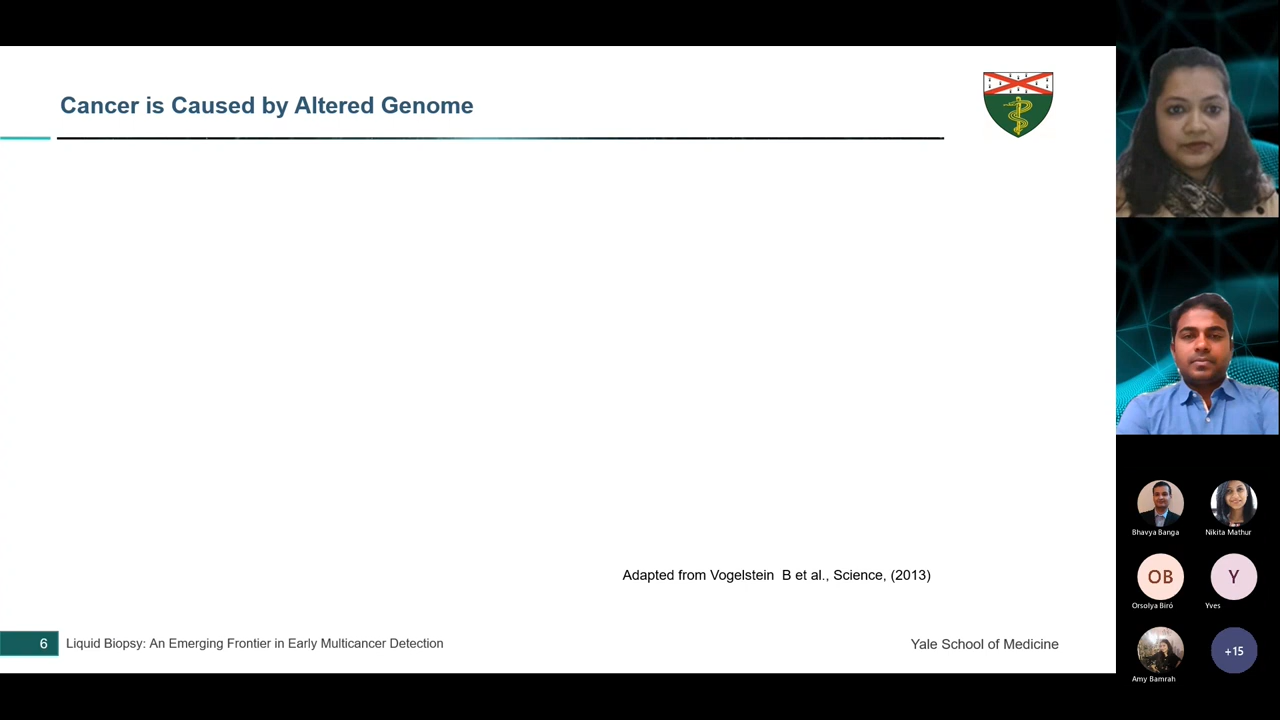 Cancer is Caused by Altered Genome
Adapted from Vogelstein B et al., Science, (2013)
6 Liquid Biopsy: An Emerging Frontier in Early Multicancer Detection
Yale School of Medicine
Bhavya Banga
Nikita Mathur
OB
Y
Orsolya Biró
Yves
+15
Amy Bamrah